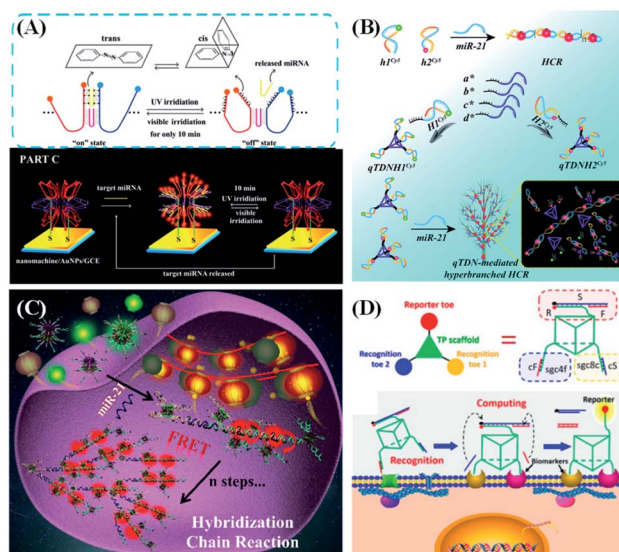 (A)
trans
cis
N=N
released miRNA
UV irridiation
visible irridiation
for only 10 min
"on" state
"off" state
PART C
target miRNA
10 min
UV irridiation
visible
irridiation
S
S
S
S
S
S
nanomachine/AuNPs/GCE
target miRNA released
(B)
h1Cy3
h2Cy5
miR-21
HCR
n
a*
b*
c*
d*
H1Cy3
H2Cy5
qTDNH1Cy3
qTDNH2Cy5
miR-21
qTDN-mediated
hyperbranched HCR
(C)
miR-21
FRET
n steps...
Hybridization
Chain Reaction
(D)
Reporter toe
TP scaffold
Recognition
toe 2
Recognition
toe 1
=
S
R
F
cF
sgc4f
sgc8c
cS
Computing
Reporter
Recognition
Biomarkers